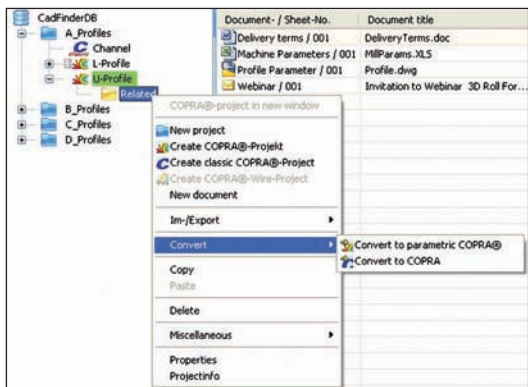 CadFinderDB
A_Profiles
Channel
L-Profile
U-Profile
Related
B_Profiles
C_Profiles
D_Profiles
Document- / Sheet-No. Document title
Delivery terms / 001 DeliveryTerms.doc
Machine Parameters / 001 MillParams.XLS
Profile Parameter / 001 Profile.dwg
Webinar / 001 Invitation to Webinar 3D Roll For...
COPRA®-project in new window
New project
Create COPRA®-Projekt
Create classic COPRA®-Project
Create COPRA®-Wire-Project
New document
Im-/Export
Convert
Convert to parametric COPRA®
Convert to COPRA
Copy
Paste
Delete
Miscellaneous
Properties
Projectinfo